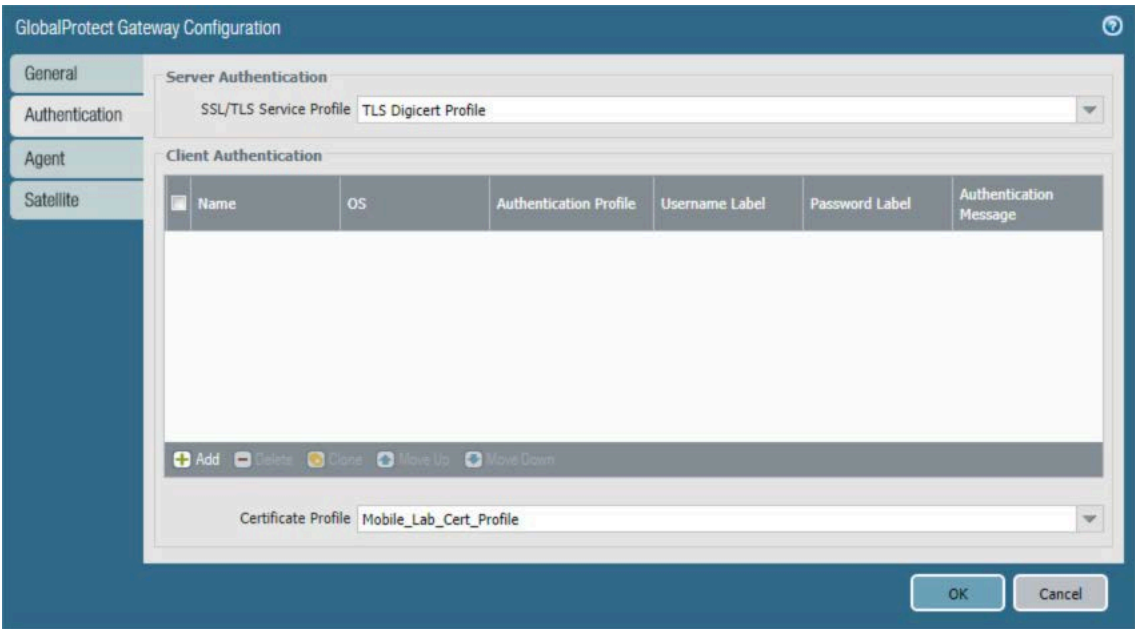 GlobalProtect Gateway Configuration
General
Authentication
Agent
Satellite
Server Authentication
SSL/TLS Service Profile TLS Digicert Profile
Client Authentication
Name OS Authentication Profile Username Label Password Label Authentication Message
Add Delete Clone Move Up Move Down
Certificate Profile Mobile_Lab_Cert_Profile
OK Cancel